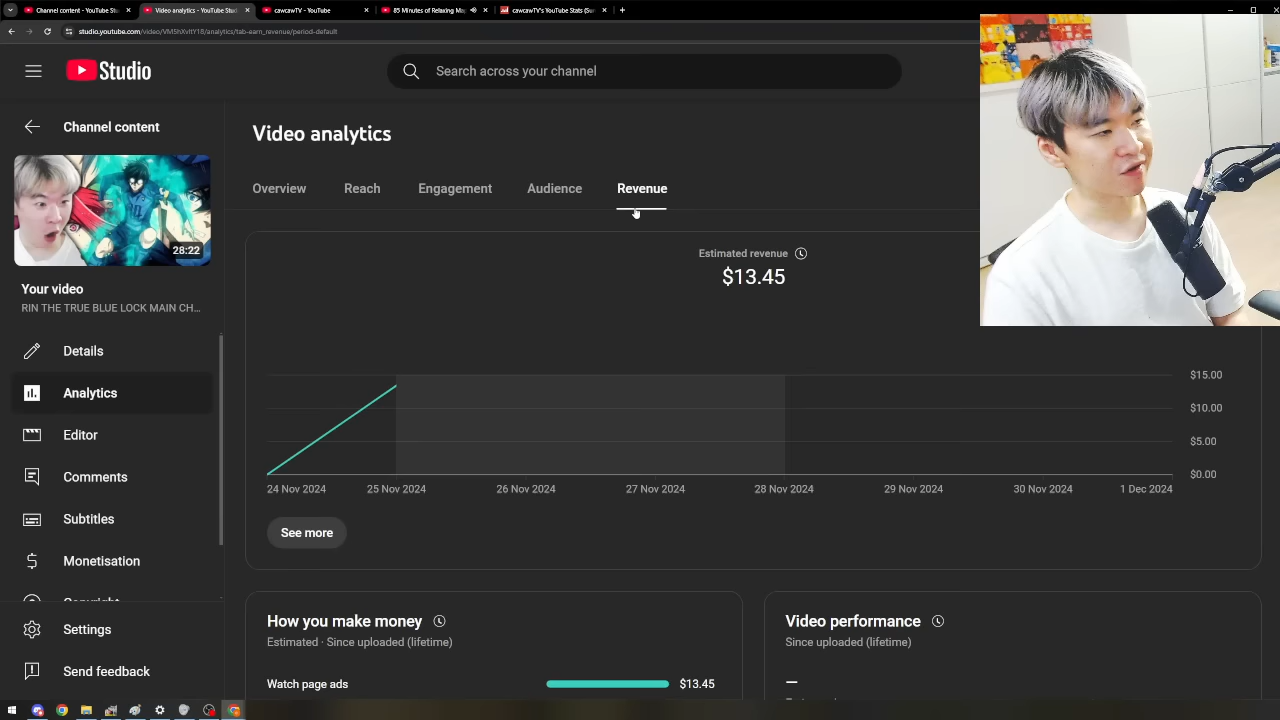 Channel content - YouTube Stu
Video analytics - YouTube Stud
cawcawTV - YouTube
85 Minutes of Relaxing Ma
cawcawTV's YouTube Stats (Su
studio.youtube.com/video/VM5hXvItY18/analytics/tab-earn_revenue/period-default
Studio
Search across your channel
Channel content
28:22
Your video
RIN THE TRUE BLUE LOCK MAIN CH...
Details
Analytics
Editor
Comments
Subtitles
Monetisation
Copyright
Settings
Send feedback
Video analytics
Overview
Reach
Engagement
Audience
Revenue
Estimated revenue
$13.45
$15.00
$10.00
$5.00
$0.00
24 Nov 2024
25 Nov 2024
26 Nov 2024
27 Nov 2024
28 Nov 2024
29 Nov 2024
30 Nov 2024
1 Dec 2024
See more
How you make money
Estimated · Since uploaded (lifetime)
Watch page ads
$13.45
Video performance
Since uploaded (lifetime)
—